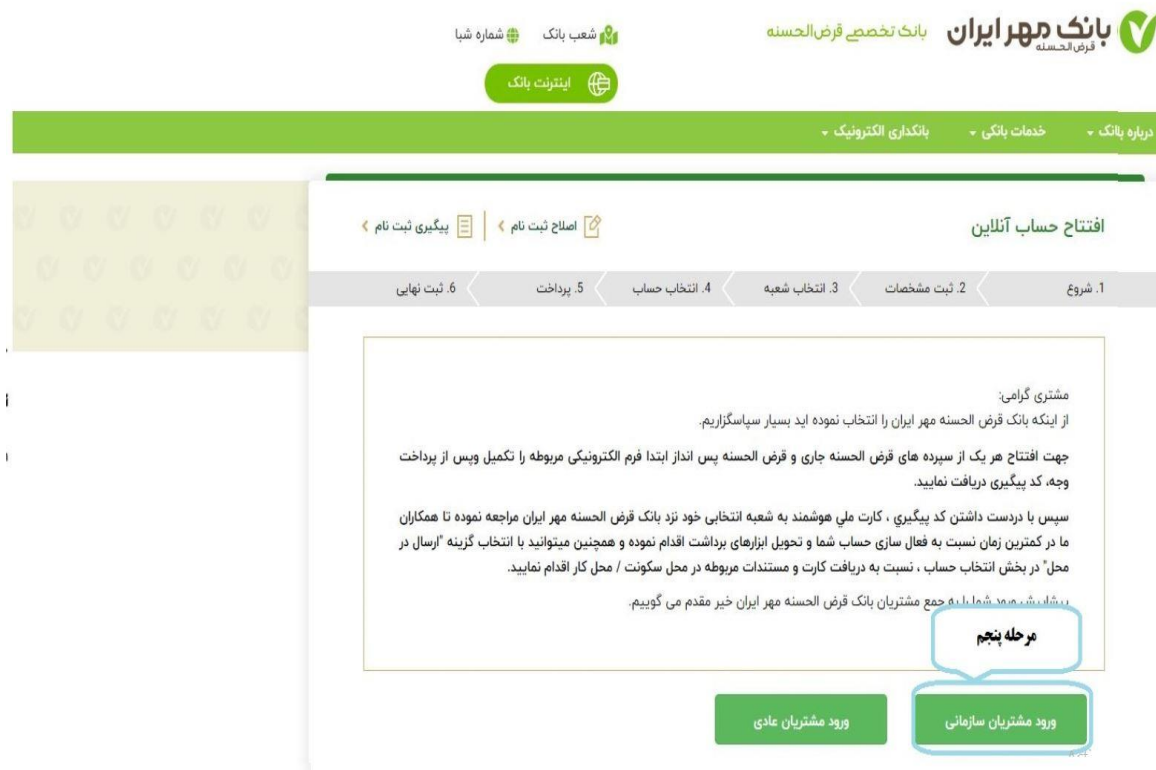 بانک مهر ایران
قرض‌الحسنه
بانک تخصصی قرض‌الحسنه
شعب بانک
شماره شبا
اینترنت بانک
درباره بانک
خدمات بانکی
بانکداری الکترونیک
افتتاح حساب آنلاین
اصلاح ثبت نام
پیگیری ثبت نام
1. شروع
2. ثبت مشخصات
3. انتخاب شعبه
4. انتخاب حساب
5. پرداخت
6. ثبت نهایی
مشتری گرامی:
از اینکه بانک قرض الحسنه مهر ایران را انتخاب نموده اید بسیار سپاسگزاریم.
جهت افتتاح هر یک از سپرده های قرض الحسنه جاری و قرض الحسنه پس انداز ابتدا فرم الکترونیکی مربوطه را تکمیل وپس از پرداخت
وجه، کد پیگیری دریافت نمایید.
سپس با دردست داشتن کد پیگیري ، کارت ملي هوشمند به شعبه انتخابی خود نزد بانک قرض الحسنه مهر ایران مراجعه نموده تا همکاران
ما در کمترین زمان نسبت به فعال سازی حساب شما و تحویل ابزارهای برداشت اقدام نموده و همچنین میتوانید با انتخاب گزینه "ارسال در
محل" در بخش انتخاب حساب ، نسبت به دریافت کارت و مستندات مربوطه در محل سکونت / محل کار اقدام نمایید.
ورود شما را به جمع مشتریان بانک قرض الحسنه مهر ایران خیر مقدم می گوییم.
مرحله پنجم
ورود مشتریان سازمانی
ورود مشتریان عادی